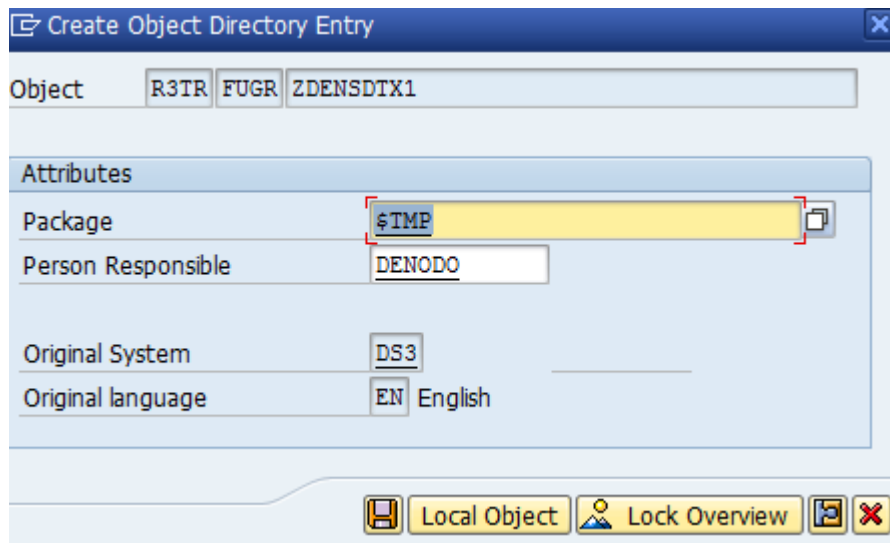 Create Object Directory Entry
Object R3TR FUGR ZDENSDTX1
Attributes
Package $TMP
Person Responsible DENODO
Original System DS3
Original language EN English
Local Object Lock Overview